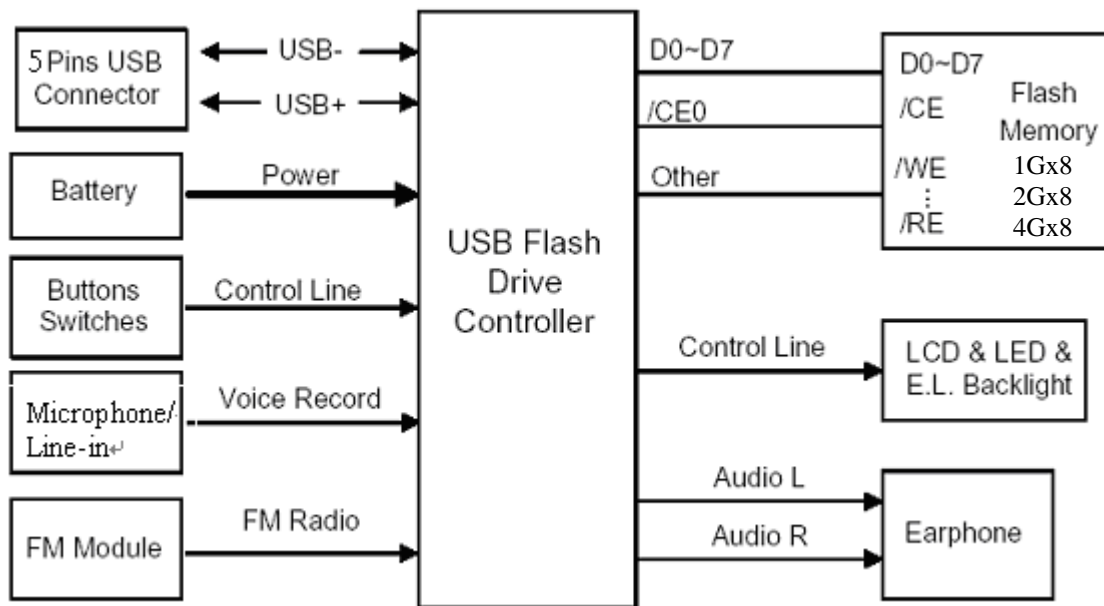 5 Pins USB
Connector
USB-
USB+
Battery
Power
Buttons
Switches
Control Line
Microphone/
Line-in↵
Voice Record
FM Module
FM Radio
USB Flash
Drive
Controller
D0~D7
/CE0
Other
D0~D7
/CE
/WE
⋮
/RE
Flash
Memory
1Gx8
2Gx8
4Gx8
Control Line
LCD & LED &
E.L. Backlight
Audio L
Audio R
Earphone